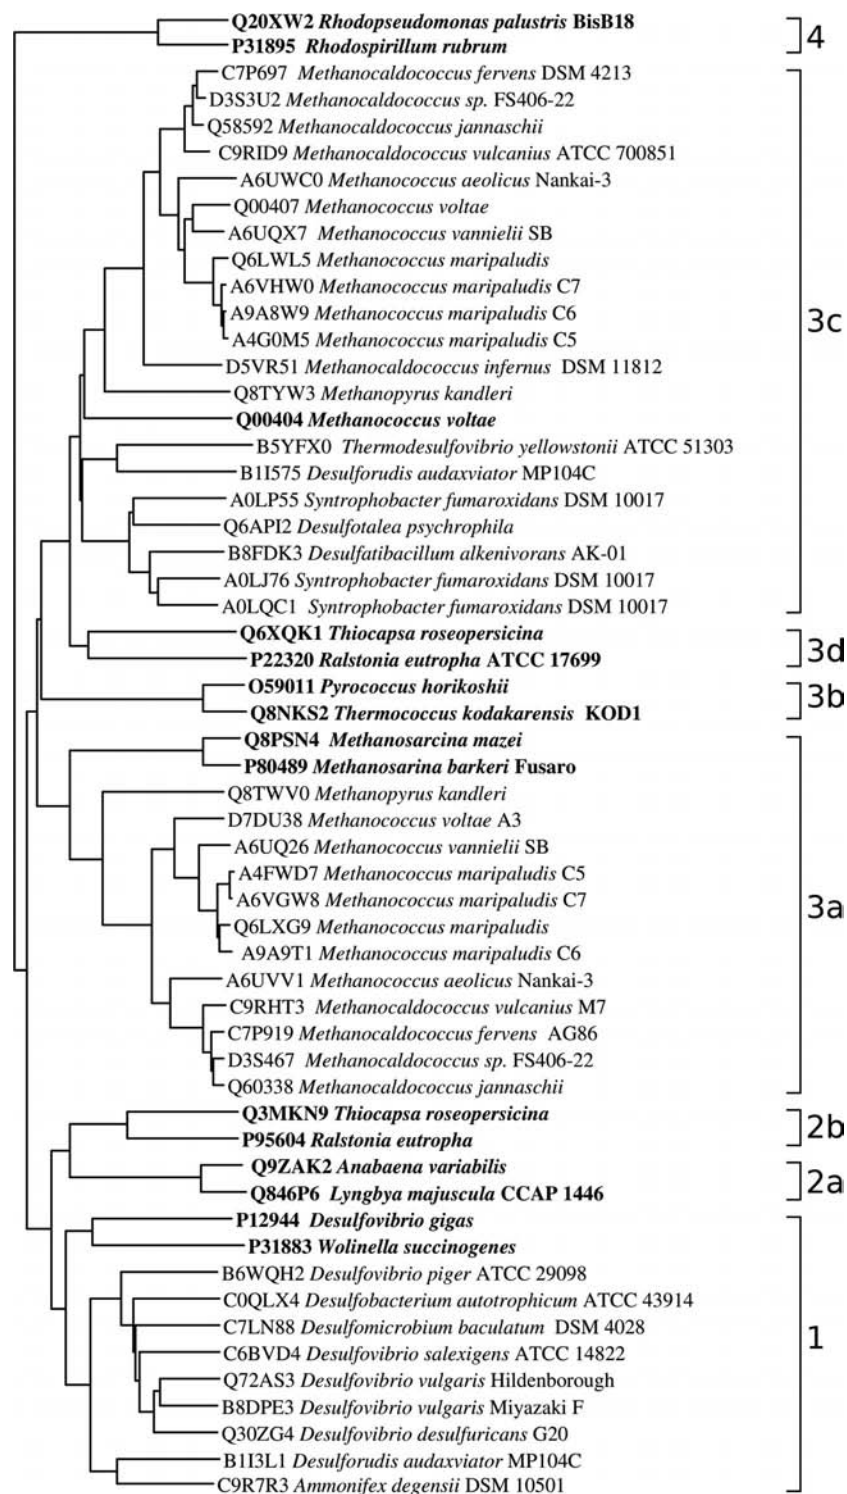 Q20XW2 Rhodopseudomonas palustris BisB18
P31895 Rhodospirillum rubrum
4
C7P697 Methanocaldococcus fervens DSM 4213
D3S3U2 Methanocaldococcus sp. FS406-22
Q58592 Methanocaldococcus jannaschii
C9RID9 Methanocaldococcus vulcanius ATCC 700851
A6UWC0 Methanococcus aeolicus Nankai-3
Q00407 Methanococcus voltae
A6UQX7 Methanococcus vannielii SB
Q6LWL5 Methanococcus maripaludis
A6VHW0 Methanococcus maripaludis C7
A9A8W9 Methanococcus maripaludis C6
A4G0M5 Methanococcus maripaludis C5
D5VR51 Methanocaldococcus infernus DSM 11812
Q8TYW3 Methanopyrus kandleri
Q00404 Methanococcus voltae
B5YFX0 Thermodesulfovibrio yellowstonii ATCC 51303
B1I575 Desulforudis audaxviator MP104C
A0LP55 Syntrophobacter fumaroxidans DSM 10017
Q6API2 Desulfotalea psychrophila
B8FDK3 Desulfatibacillum alkenivorans AK-01
A0LJ76 Syntrophobacter fumaroxidans DSM 10017
A0LQC1 Syntrophobacter fumaroxidans DSM 10017
3c
Q6XQK1 Thiocapsa roseopersicina
P22320 Ralstonia eutropha ATCC 17699
3d
O59011 Pyrococcus horikoshii
Q8NKS2 Thermococcus kodakarensis KOD1
3b
Q8PSN4 Methanosarcina mazei
P80489 Methanosarina barkeri Fusaro
Q8TWV0 Methanopyrus kandleri
D7DU38 Methanococcus voltae A3
A6UQ26 Methanococcus vannielii SB
A4FWD7 Methanococcus maripaludis C5
A6VGW8 Methanococcus maripaludis C7
Q6LXG9 Methanococcus maripaludis
A9A9T1 Methanococcus maripaludis C6
A6UVV1 Methanococcus aeolicus Nankai-3
C9RHT3 Methanocaldococcus vulcanius M7
C7P919 Methanocaldococcus fervens AG86
D3S467 Methanocaldococcus sp. FS406-22
Q60338 Methanocaldococcus jannaschii
3a
Q3MKN9 Thiocapsa roseopersicina
P95604 Ralstonia eutropha
2b
Q9ZAK2 Anabaena variabilis
Q846P6 Lyngbya majuscula CCAP 1446
2a
P12944 Desulfovibrio gigas
P31883 Wolinella succinogenes
B6WQH2 Desulfovibrio piger ATCC 29098
C0QLX4 Desulfobacterium autotrophicum ATCC 43914
C7LN88 Desulfomicrobium baculatum DSM 4028
C6BVD4 Desulfovibrio salexigens ATCC 14822
Q72AS3 Desulfovibrio vulgaris Hildenborough
B8DPE3 Desulfovibrio vulgaris Miyazaki F
Q30ZG4 Desulfovibrio desulfuricans G20
B1I3L1 Desulforudis audaxviator MP104C
C9R7R3 Ammonifex degensii DSM 10501
1